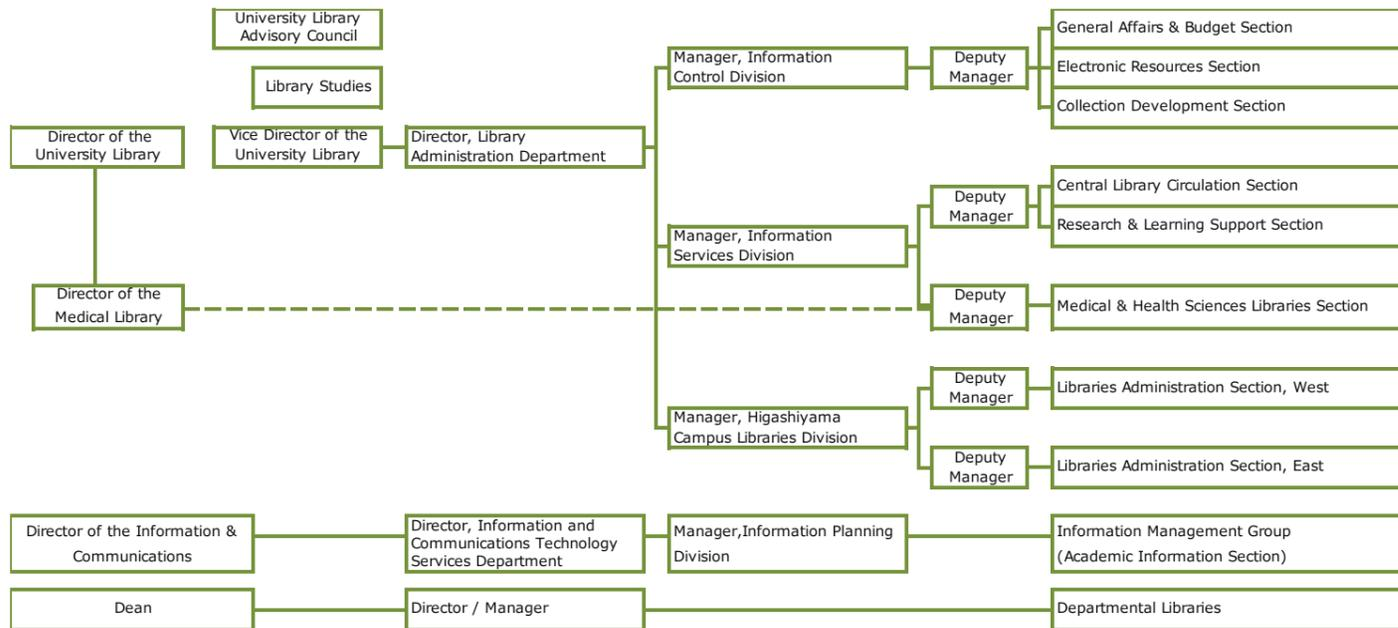 University Library
Advisory Council
Library Studies
Director of the
University Library
Vice Director of the
University Library
Director, Library
Administration Department
Director of the
Medical Library
Manager, Information
Control Division
Deputy
Manager
General Affairs & Budget Section
Electronic Resources Section
Collection Development Section
Manager, Information
Services Division
Deputy
Manager
Central Library Circulation Section
Research & Learning Support Section
Deputy
Manager
Medical & Health Sciences Libraries Section
Manager, Higashiyama
Campus Libraries Division
Deputy
Manager
Libraries Administration Section, West
Deputy
Manager
Libraries Administration Section, East
Director of the Information &
Communications
Director, Information and
Communications Technology
Services Department
Manager,Information Planning
Division
Information Management Group
(Academic Information Section)
Dean
Director / Manager
Departmental Libraries